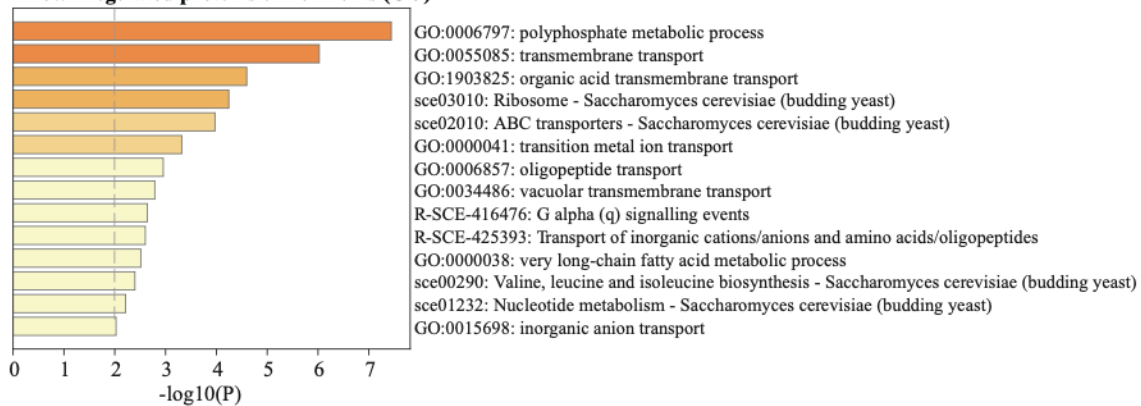 GO:0006797: polyphosphate metabolic process
GO:0055085: transmembrane transport
GO:1903825: organic acid transmembrane transport
sce03010: Ribosome - Saccharomyces cerevisiae (budding yeast)
sce02010: ABC transporters - Saccharomyces cerevisiae (budding yeast)
GO:0000041: transition metal ion transport
GO:0006857: oligopeptide transport
GO:0034486: vacuolar transmembrane transport
R-SCE-416476: G alpha (q) signalling events
R-SCE-425393: Transport of inorganic cations/anions and amino acids/oligopeptides
GO:0000038: very long-chain fatty acid metabolic process
sce00290: Valine, leucine and isoleucine biosynthesis - Saccharomyces cerevisiae (budding yeast)
sce01232: Nucleotide metabolism - Saccharomyces cerevisiae (budding yeast)
GO:0015698: inorganic anion transport
0 1 2 3 4 5 6 7
-log10(P)